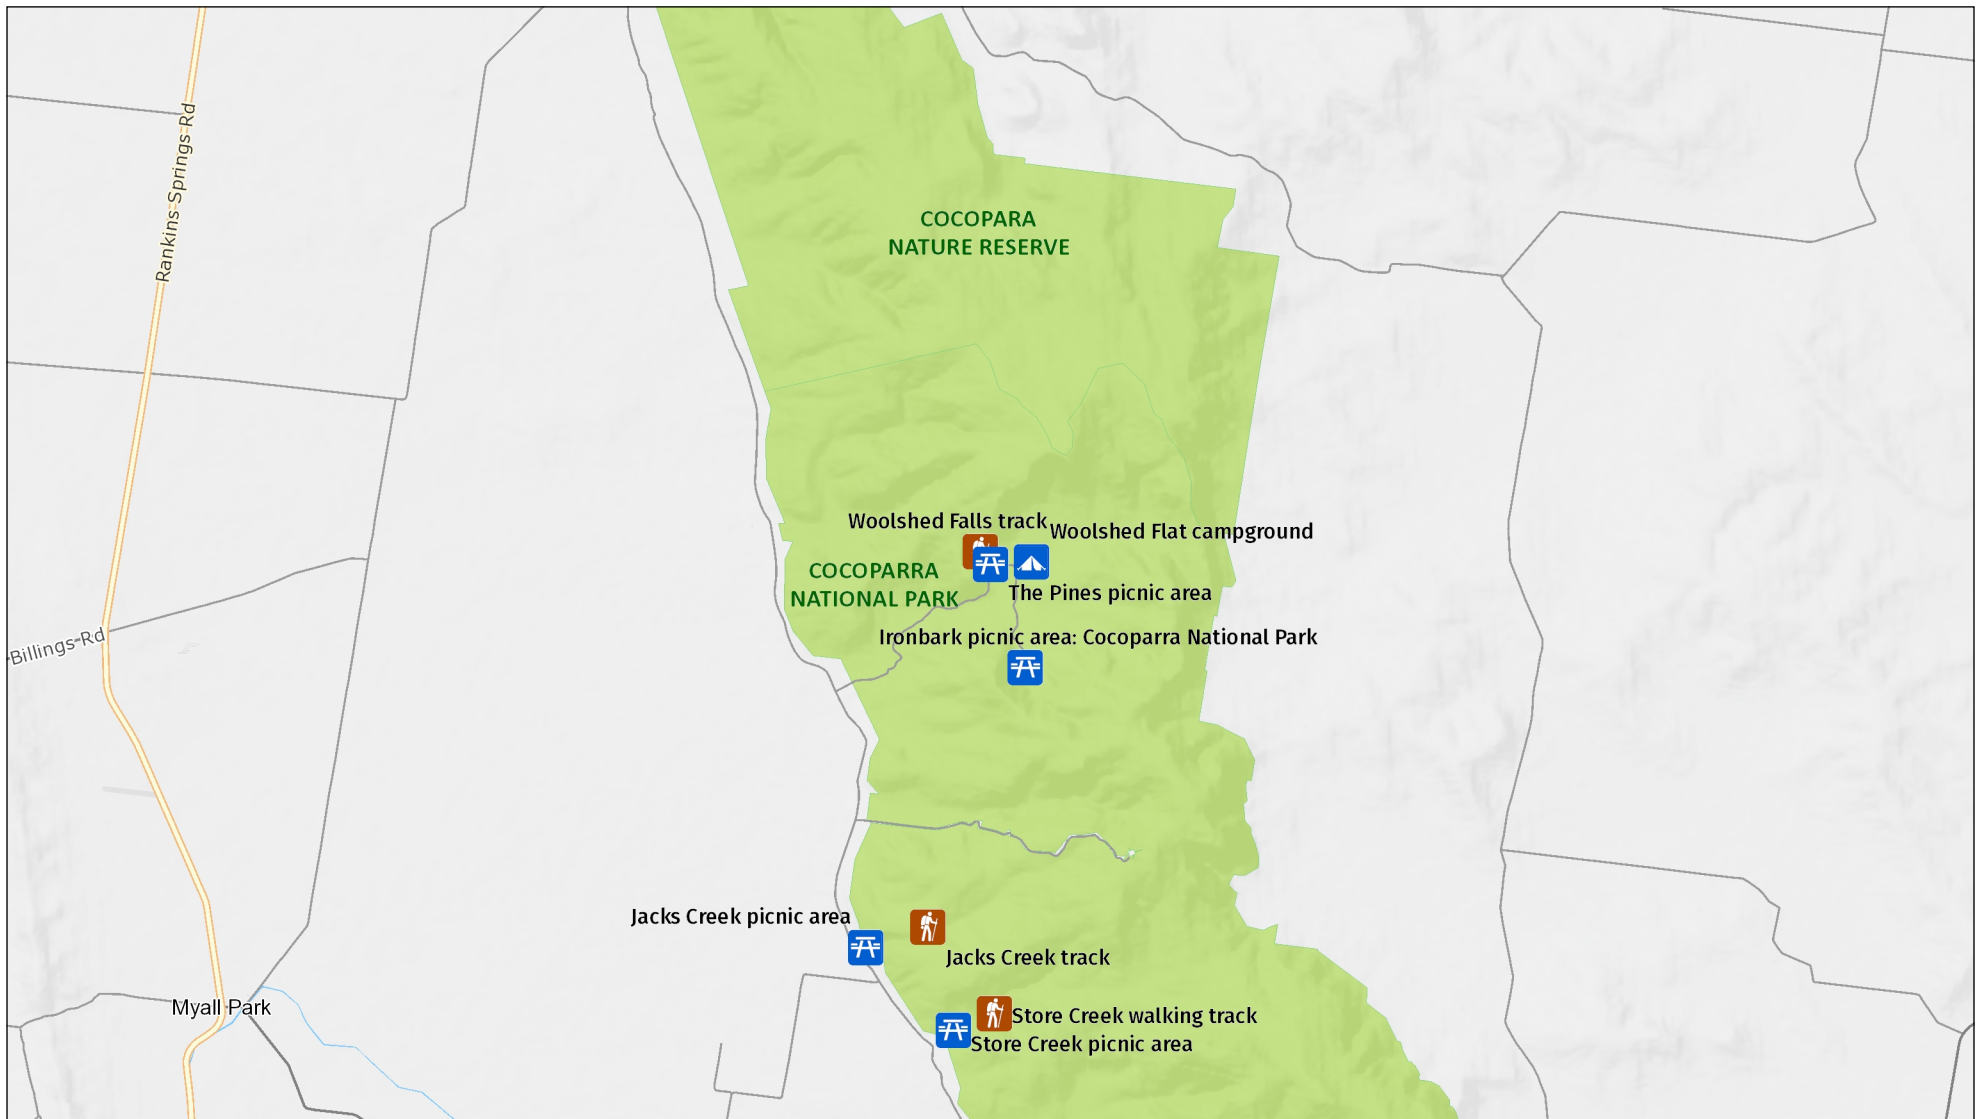 Rankins Springs Rd
COCOPARA
NATURE RESERVE
Woolshed Falls track
Woolshed Flat campground
COCOPARRA
NATIONAL PARK
The Pines picnic area
Billings Rd
Ironbark picnic area: Cocoparra National Park
Jacks Creek picnic area
Jacks Creek track
Myall Park
Store Creek walking track
Store Creek picnic area